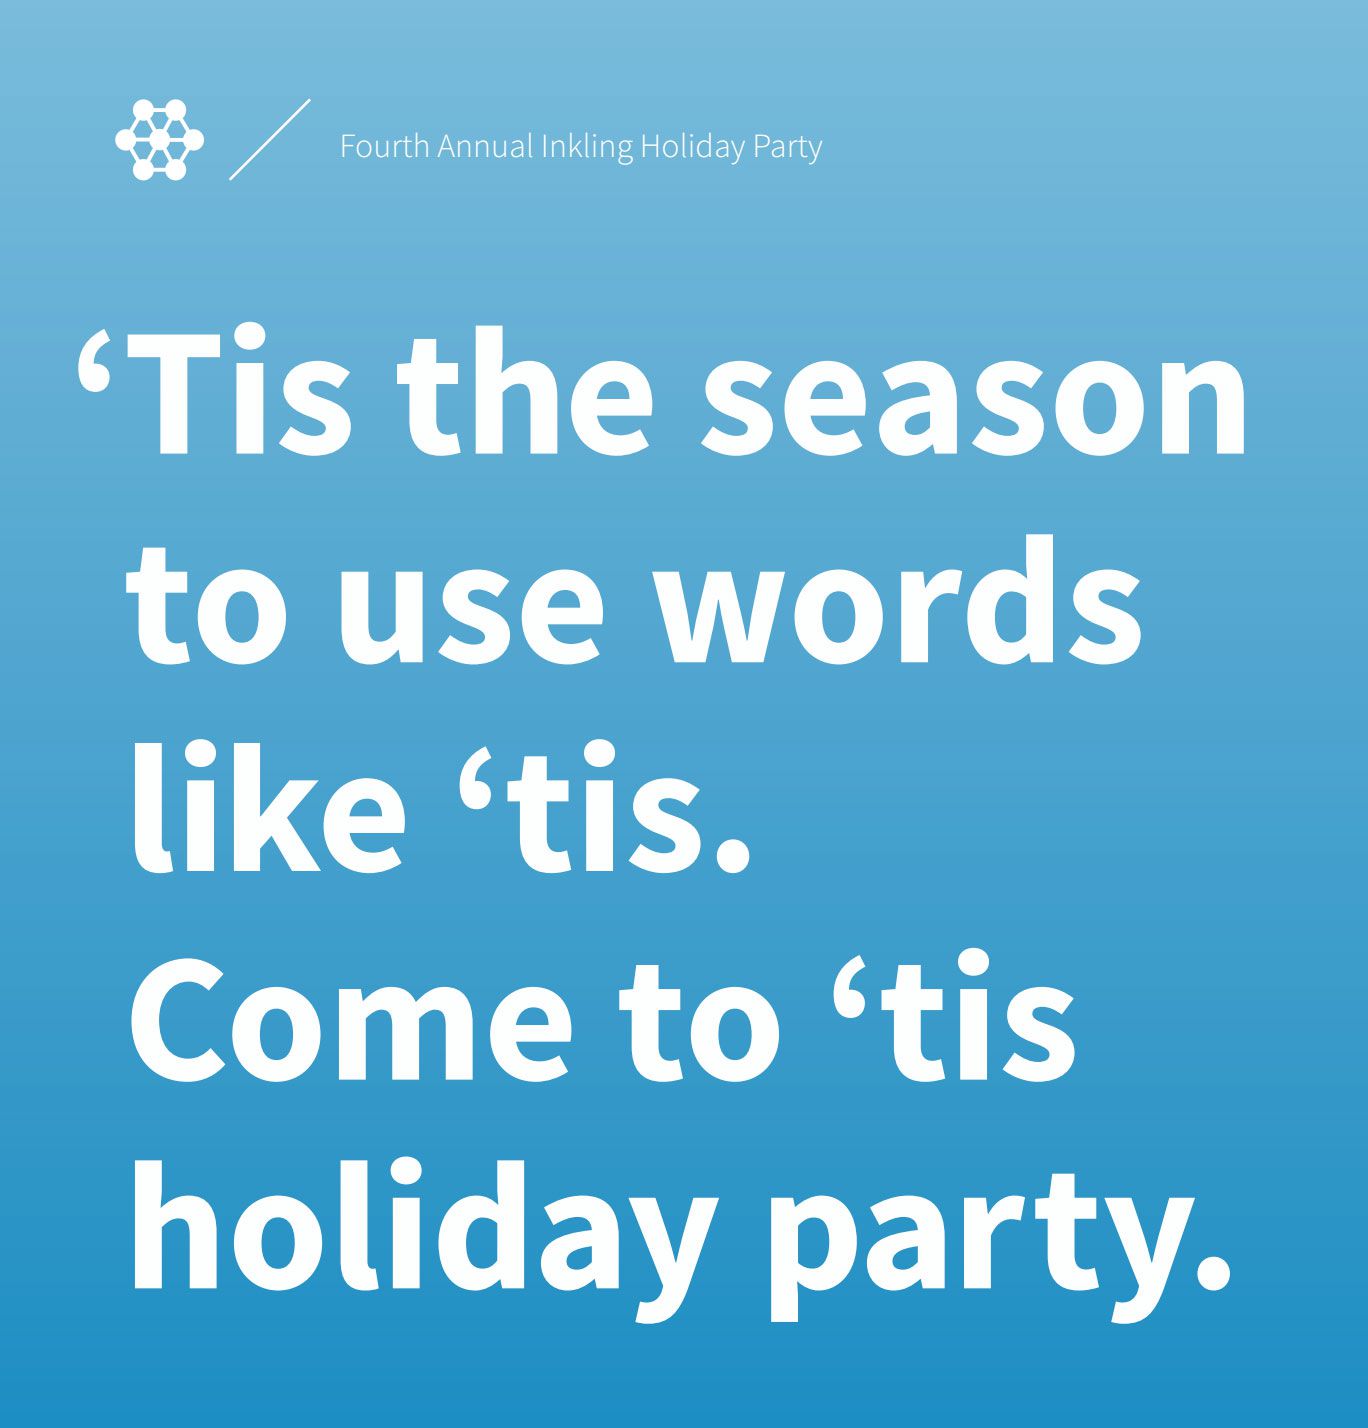 Fourth Annual Inkling Holiday Party
‘Tis the season
to use words
like ‘tis.
Come to ‘tis
holiday party.